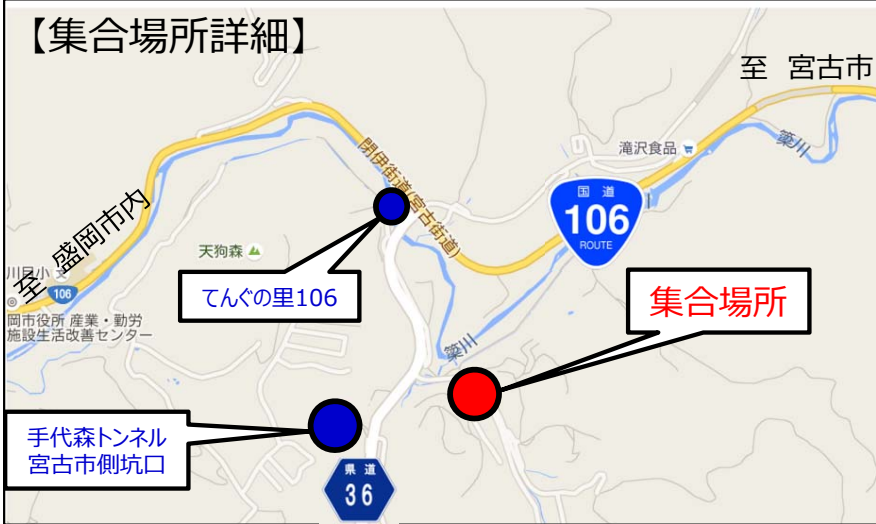 【集合場所詳細】
至 宮古市
滝沢食品
簗川
閉伊街道(宮古街道)
国道
106
ROUTE
至 盛岡市内
天狗森
てんぐの里106
川目小
106
岡市役所 産業・勤労
施設生活改善センター
集合場所
簗川
手代森トンネル
宮古市側坑口
県道
36